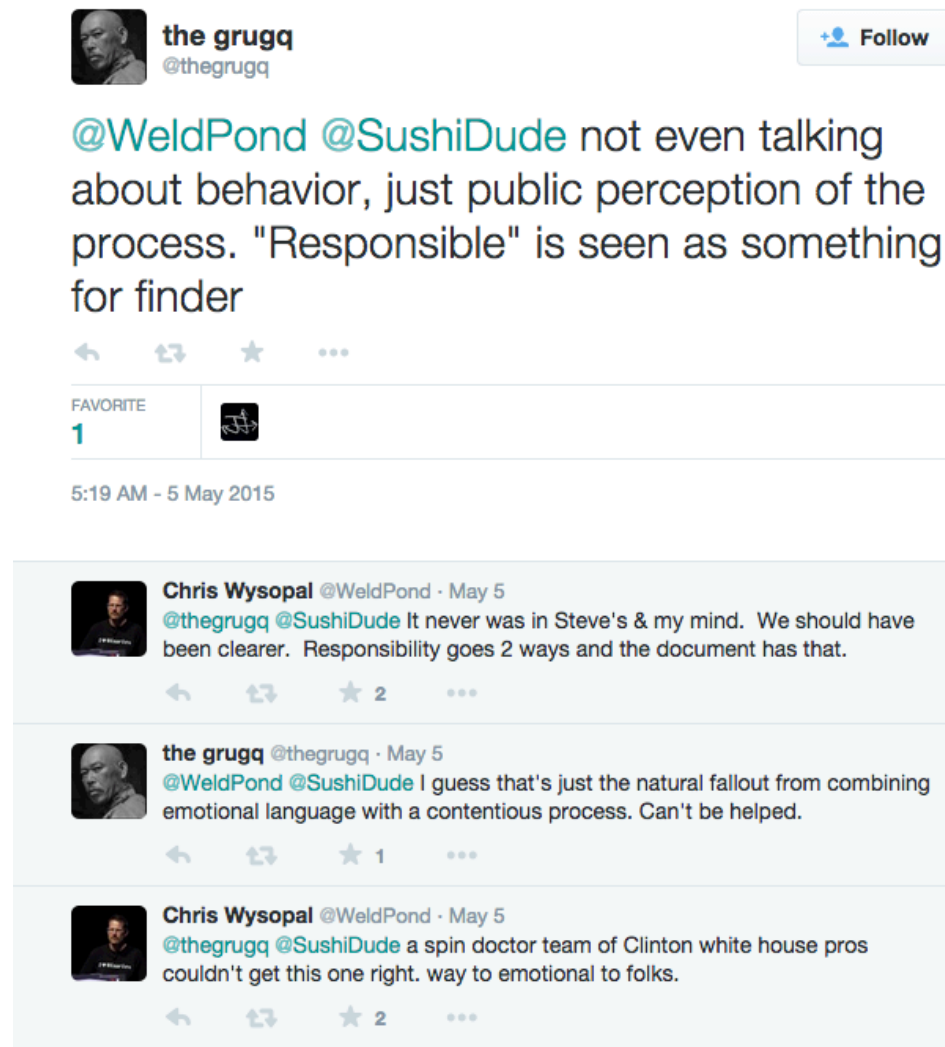 the grugq
@thegrugq
Follow
@WeldPond @SushiDude not even talking
about behavior, just public perception of the
process. "Responsible" is seen as something
for finder
FAVORITE
1
5:19 AM - 5 May 2015
Chris Wysopal @WeldPond · May 5
@thegrugq @SushiDude It never was in Steve's & my mind.  We should have
been clearer.  Responsibility goes 2 ways and the document has that.
2
the grugq @thegrugq · May 5
@WeldPond @SushiDude I guess that's just the natural fallout from combining
emotional language with a contentious process. Can't be helped.
1
Chris Wysopal @WeldPond · May 5
@thegrugq @SushiDude a spin doctor team of Clinton white house pros
couldn't get this one right. way to emotional to folks.
2